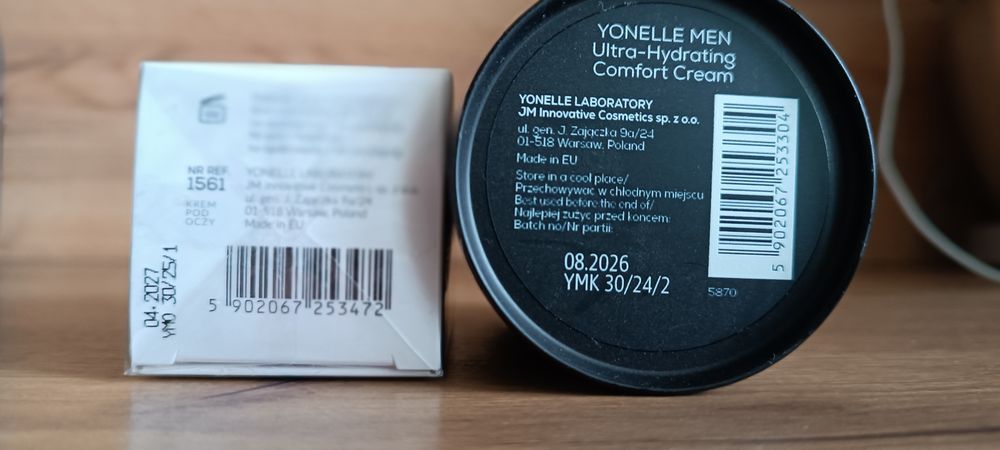 NR REF.
1561
KREM
POD
OCZY
YONELLE LABORATORY
JM Innovative Cosmetics sp. z o.o.
ul. gen. J. Zajączka 9a/24
01-518 Warsaw, Poland
Made in EU
04.2027
YMO 30/25/1
5 902067 253472
YONELLE MEN
Ultra-Hydrating
Comfort Cream
YONELLE LABORATORY
JM Innovative Cosmetics sp. z o.o.
ul. gen. J. Zajączka 9a/24
01-518 Warsaw, Poland
Made in EU
Store in a cool place/
Przechowywać w chłodnym miejscu
Best used before the end of/
Najlepiej zużyć przed końcem:
Batch no/Nr partii:
08.2026
YMK 30/24/2
5 902067 253304
5870